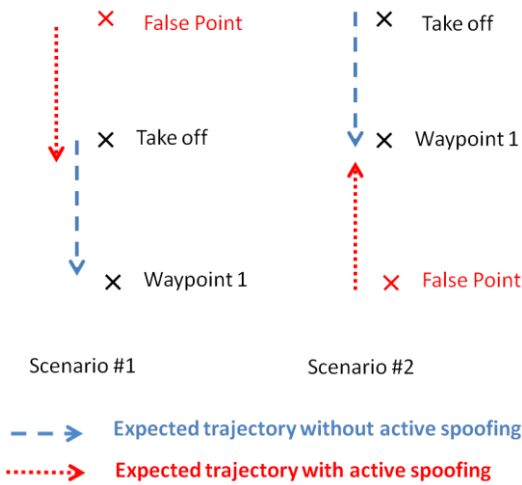 False Point
Take off
Take off
Waypoint 1
Waypoint 1
False Point
Scenario #1
Scenario #2
Expected trajectory without active spoofing
Expected trajectory with active spoofing